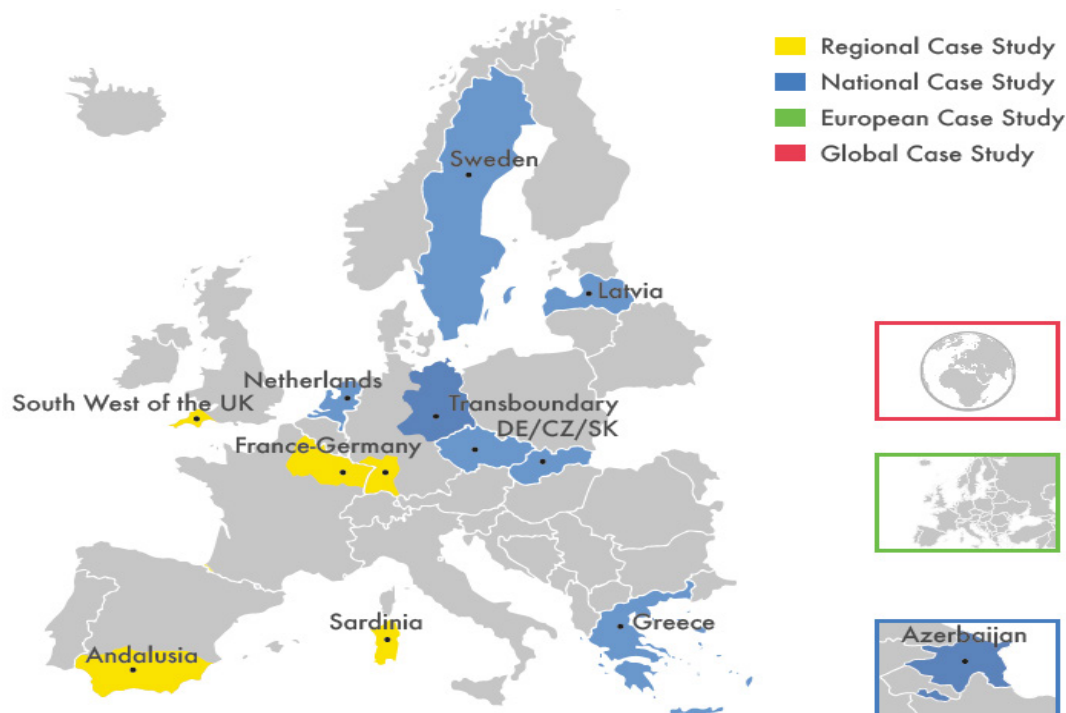 Regional Case Study
National Case Study
European Case Study
Global Case Study
Sweden
Latvia
Netherlands
South West of the UK
Transboundary
DE/CZ/SK
France-Germany
Sardinia
Greece
Andalusia
Azerbaijan